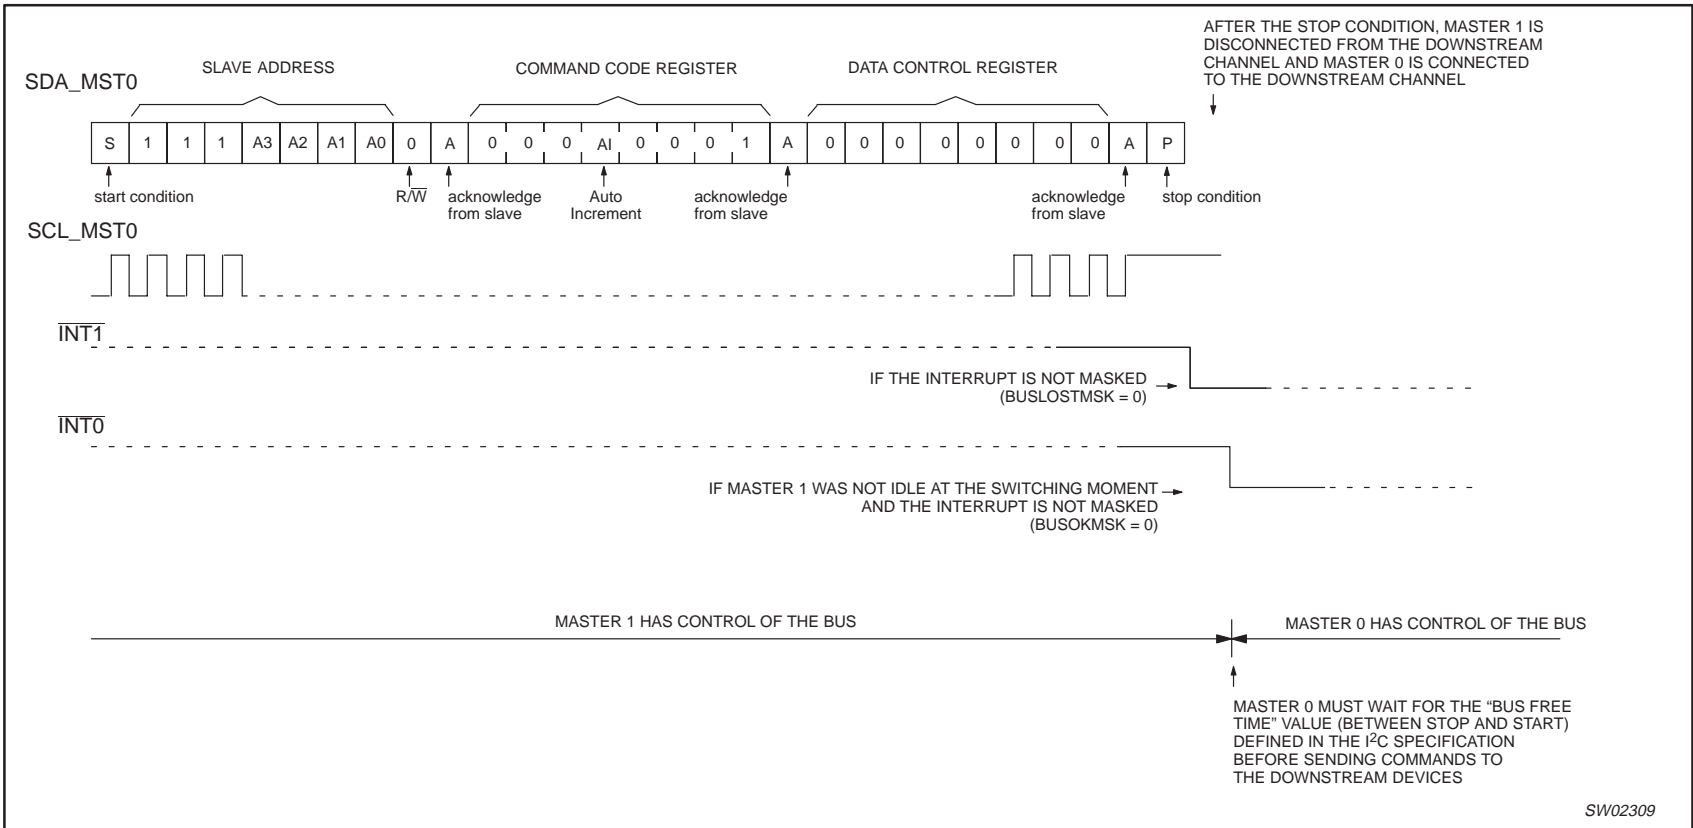 AFTER THE STOP CONDITION, MASTER 1 IS
DISCONNECTED FROM THE DOWNSTREAM
CHANNEL AND MASTER 0 IS CONNECTED
TO THE DOWNSTREAM CHANNEL
SLAVE ADDRESS COMMAND CODE REGISTER DATA CONTROL REGISTER
SDA_MST0
S 1 1 1 A3 A2 A1 A0 0 A 0 0 0 AI 0 0 0 1 A 0 0 0 0 0 0 0 0 A P
start condition R/W acknowledge Auto acknowledge acknowledge stop condition
from slave Increment from slave from slave
SCL_MST0
INT1
IF THE INTERRUPT IS NOT MASKED
(BUSLOSTMSK = 0)
INT0
IF MASTER 1 WAS NOT IDLE AT THE SWITCHING MOMENT
AND THE INTERRUPT IS NOT MASKED
(BUSOKMSK = 0)
MASTER 1 HAS CONTROL OF THE BUS MASTER 0 HAS CONTROL OF THE BUS
MASTER 0 MUST WAIT FOR THE “BUS FREE
TIME” VALUE (BETWEEN STOP AND START)
DEFINED IN THE I²C SPECIFICATION
BEFORE SENDING COMMANDS TO
THE DOWNSTREAM DEVICES
SW02309